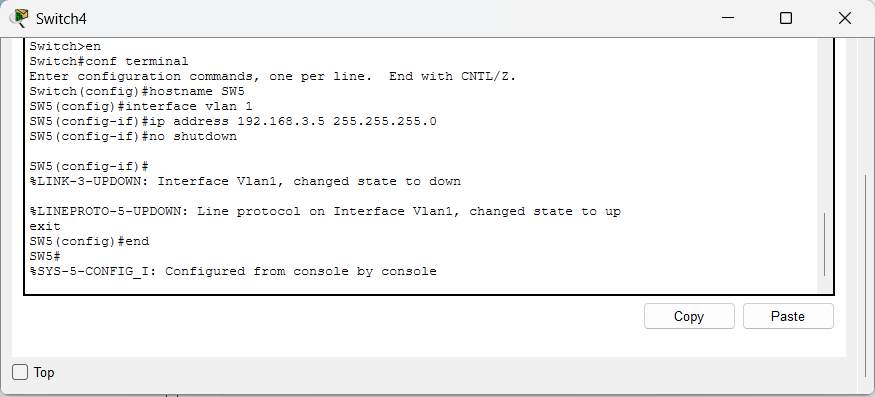 Switch4
Switch>en
Switch#conf terminal
Enter configuration commands, one per line.  End with CNTL/Z.
Switch(config)#hostname SW5
SW5(config)#interface vlan 1
SW5(config-if)#ip address 192.168.3.5 255.255.255.0
SW5(config-if)#no shutdown
SW5(config-if)#
%LINK-3-UPDOWN: Interface Vlan1, changed state to down
%LINEPROTO-5-UPDOWN: Line protocol on Interface Vlan1, changed state to up
exit
SW5(config)#end
SW5#
%SYS-5-CONFIG_I: Configured from console by console
Copy
Paste
Top